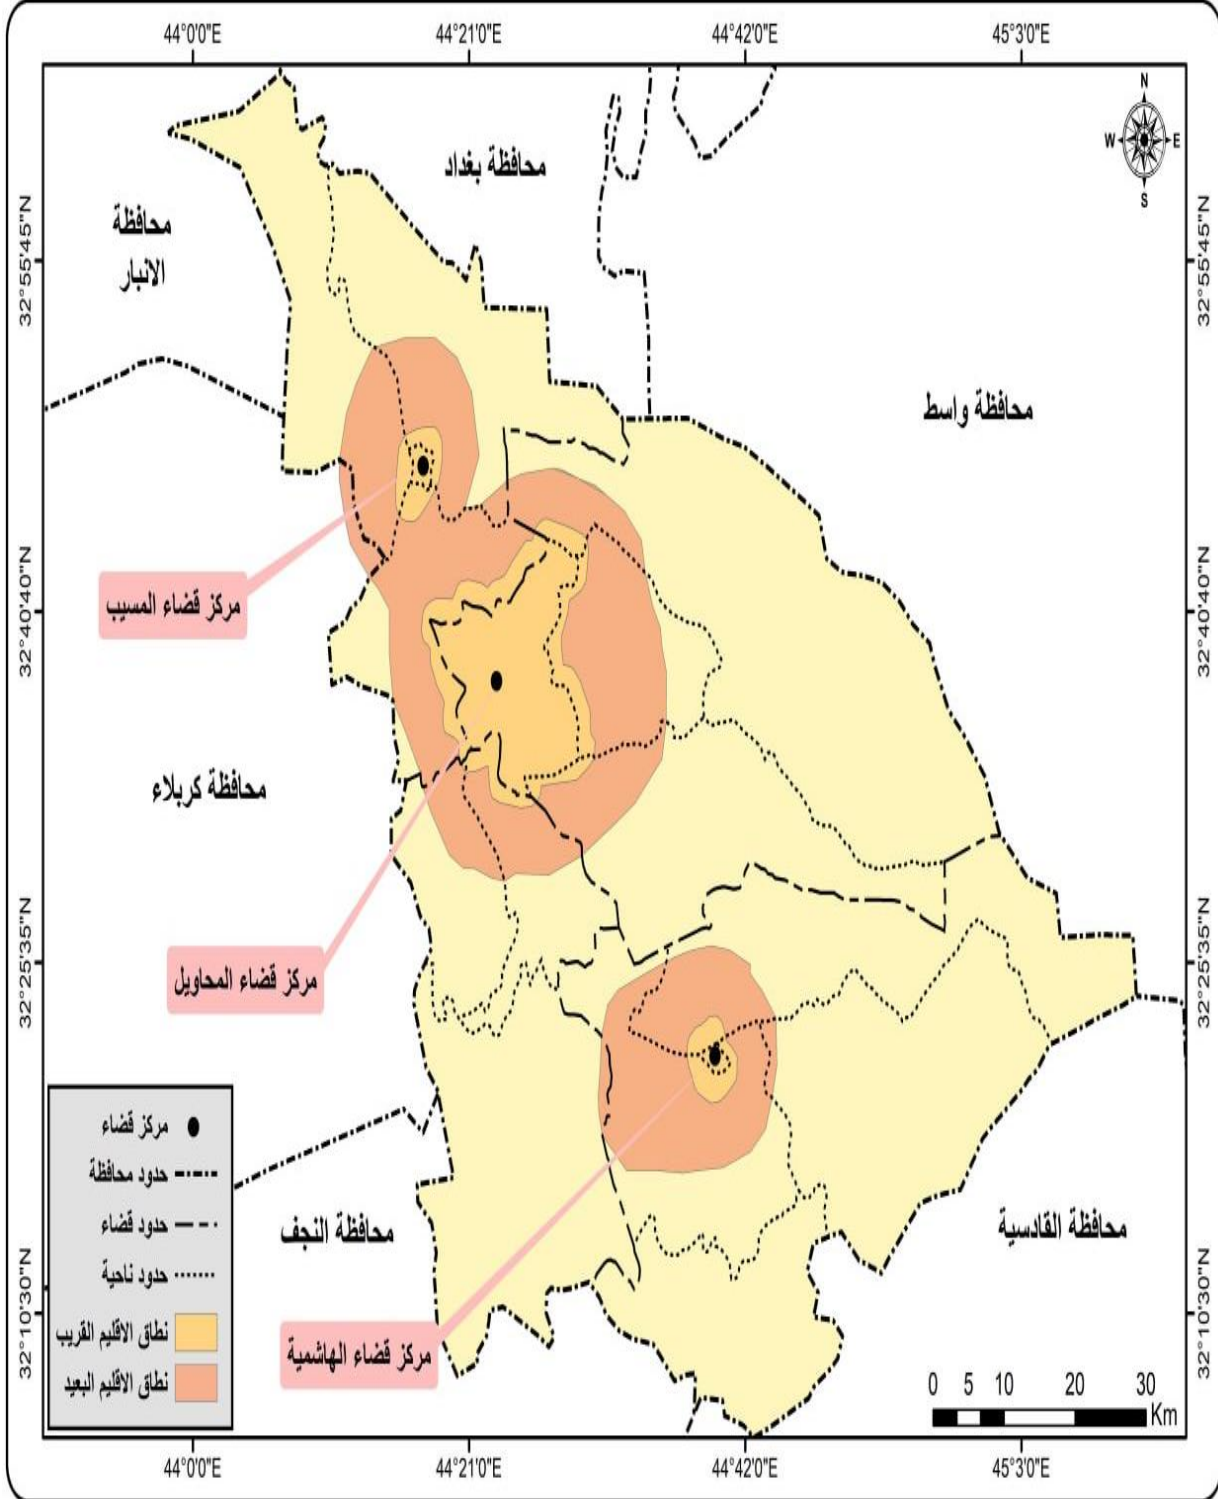 44°0'0"E 44°21'0"E 44°42'0"E 45°3'0"E
N
W E
S
محافظة بغداد
محافظة
الانبار
32°55'45"N 32°55'45"N
محافظة واسط
32°40'40"N 32°40'40"N
مركز قضاء المسيب
محافظة كربلاء
32°25'35"N 32°25'35"N
مركز قضاء المحاويل
مركز قضاء
حدود محافظة
حدود قضاء
حدود ناحية
نطاق الاقليم القريب
نطاق الاقليم البعيد
محافظة النجف
محافظة القادسية
32°10'30"N 32°10'30"N
مركز قضاء الهاشمية
0 5 10 20 30
Km
44°0'0"E 44°21'0"E 44°42'0"E 45°3'0"E